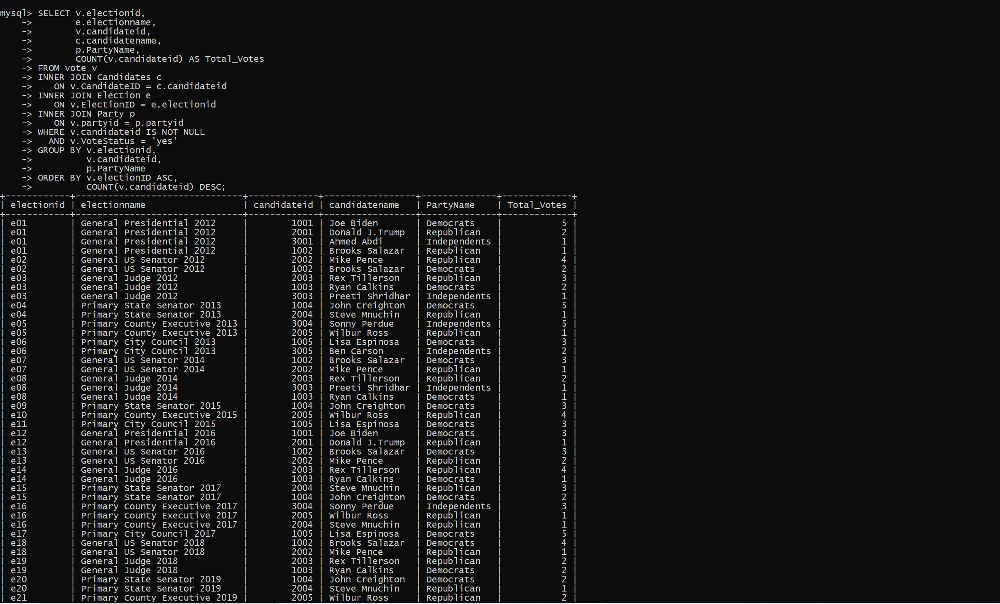 mysql> SELECT v.electionid,
    ->        e.electionname,
    ->        v.candidateid,
    ->        c.candidatename,
    ->        p.PartyName,
    ->        COUNT(v.candidateid) AS Total_Votes
    -> FROM vote v
    -> INNER JOIN Candidates c
    ->    ON v.CandidateID = c.candidateid
    -> INNER JOIN Election e
    ->    ON v.ElectionID = e.electionid
    -> INNER JOIN Party p
    ->    ON v.partyid = p.partyid
    -> WHERE v.candidateid IS NOT NULL
    ->   AND v.VoteStatus = 'yes'
    -> GROUP BY v.electionid,
    ->          v.candidateid,
    ->          p.PartyName
    -> ORDER BY v.electionID ASC,
    ->          COUNT(v.candidateid) DESC;
+------------+-------------------------------+-------------+-----------------+--------------+-------------+
| electionid | electionname                  | candidateid | candidatename   | PartyName    | Total_Votes |
+------------+-------------------------------+-------------+-----------------+--------------+-------------+
| e01        | General Presidential 2012     |        1001 | Joe Biden       | Democrats    |           5 |
| e01        | General Presidential 2012     |        2001 | Donald J.Trump  | Republican   |           2 |
| e01        | General Presidential 2012     |        3001 | Ahmed Abdi      | Independents |           1 |
| e01        | General Presidential 2012     |        1002 | Brooks Salazar  | Republican   |           1 |
| e02        | General US Senator 2012       |        2002 | Mike Pence      | Republican   |           4 |
| e02        | General US Senator 2012       |        1002 | Brooks Salazar  | Democrats    |           2 |
| e03        | General Judge 2012            |        2003 | Rex Tillerson   | Republican   |           3 |
| e03        | General Judge 2012            |        1003 | Ryan Calkins    | Democrats    |           2 |
| e03        | General Judge 2012            |        3003 | Preeti Shridhar | Independents |           1 |
| e04        | Primary State Senator 2013    |        1004 | John Creighton  | Democrats    |           5 |
| e04        | Primary State Senator 2013    |        2004 | Steve Mnuchin   | Republican   |           1 |
| e05        | Primary County Executive 2013 |        3004 | Sonny Perdue    | Independents |           5 |
| e05        | Primary County Executive 2013 |        2005 | Wilbur Ross     | Republican   |           1 |
| e06        | Primary City Council 2013     |        1005 | Lisa Espinosa   | Democrats    |           3 |
| e06        | Primary City Council 2013     |        3005 | Ben Carson      | Independents |           2 |
| e07        | General US Senator 2014       |        1002 | Brooks Salazar  | Democrats    |           3 |
| e07        | General US Senator 2014       |        2002 | Mike Pence      | Republican   |           1 |
| e08        | General Judge 2014            |        2003 | Rex Tillerson   | Republican   |           2 |
| e08        | General Judge 2014            |        3003 | Preeti Shridhar | Independents |           1 |
| e08        | General Judge 2014            |        1003 | Ryan Calkins    | Democrats    |           1 |
| e09        | Primary State Senator 2015    |        1004 | John Creighton  | Democrats    |           3 |
| e10        | Primary County Executive 2015 |        2005 | Wilbur Ross     | Republican   |           4 |
| e11        | Primary City Council 2015     |        1005 | Lisa Espinosa   | Democrats    |           3 |
| e12        | General Presidential 2016     |        1001 | Joe Biden       | Democrats    |           3 |
| e12        | General Presidential 2016     |        2001 | Donald J.Trump  | Republican   |           1 |
| e13        | General US Senator 2016       |        1002 | Brooks Salazar  | Democrats    |           3 |
| e13        | General US Senator 2016       |        2002 | Mike Pence      | Republican   |           2 |
| e14        | General Judge 2016            |        2003 | Rex Tillerson   | Republican   |           4 |
| e14        | General Judge 2016            |        1003 | Ryan Calkins    | Democrats    |           1 |
| e15        | Primary State Senator 2017    |        2004 | Steve Mnuchin   | Republican   |           3 |
| e15        | Primary State Senator 2017    |        1004 | John Creighton  | Democrats    |           2 |
| e16        | Primary County Executive 2017 |        3004 | Sonny Perdue    | Independents |           3 |
| e16        | Primary County Executive 2017 |        2005 | Wilbur Ross     | Republican   |           1 |
| e16        | Primary County Executive 2017 |        2004 | Steve Mnuchin   | Republican   |           1 |
| e17        | Primary City Council 2017     |        1005 | Lisa Espinosa   | Democrats    |           5 |
| e18        | General US Senator 2018       |        1002 | Brooks Salazar  | Democrats    |           4 |
| e18        | General US Senator 2018       |        2002 | Mike Pence      | Republican   |           1 |
| e19        | General Judge 2018            |        2003 | Rex Tillerson   | Republican   |           2 |
| e19        | General Judge 2018            |        1003 | Ryan Calkins    | Democrats    |           2 |
| e20        | Primary State Senator 2019    |        1004 | John Creighton  | Democrats    |           2 |
| e20        | Primary State Senator 2019    |        2004 | Steve Mnuchin   | Republican   |           1 |
| e21        | Primary County Executive 2019 |        2005 | Wilbur Ross     | Republican   |           2 |